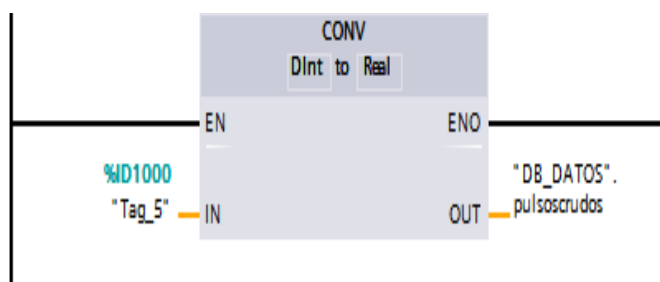 CONV
DInt to Real
EN ENO
%ID1000
"Tag_5" IN
OUT "DB_DATOS".
pulsoscrudos